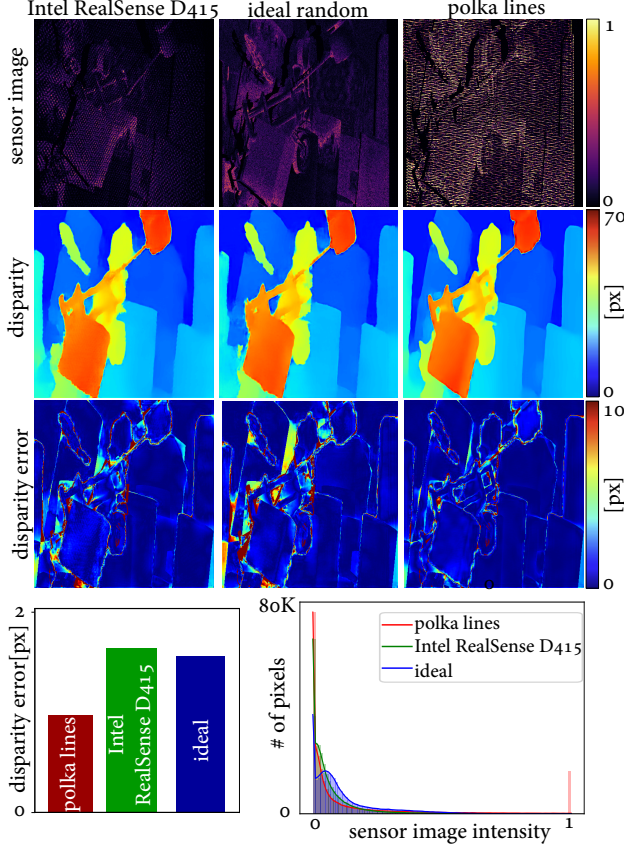 Intel RealSense D415 ideal random polka lines
sensor image
1
0
disparity
70
[px]
0
disparity error
10
[px]
0
0
disparity error[px]
2
0
polka lines
Intel
RealSense D415
ideal
# of pixels
80K
0
polka lines
Intel RealSense D415
ideal
0 1
sensor image intensity